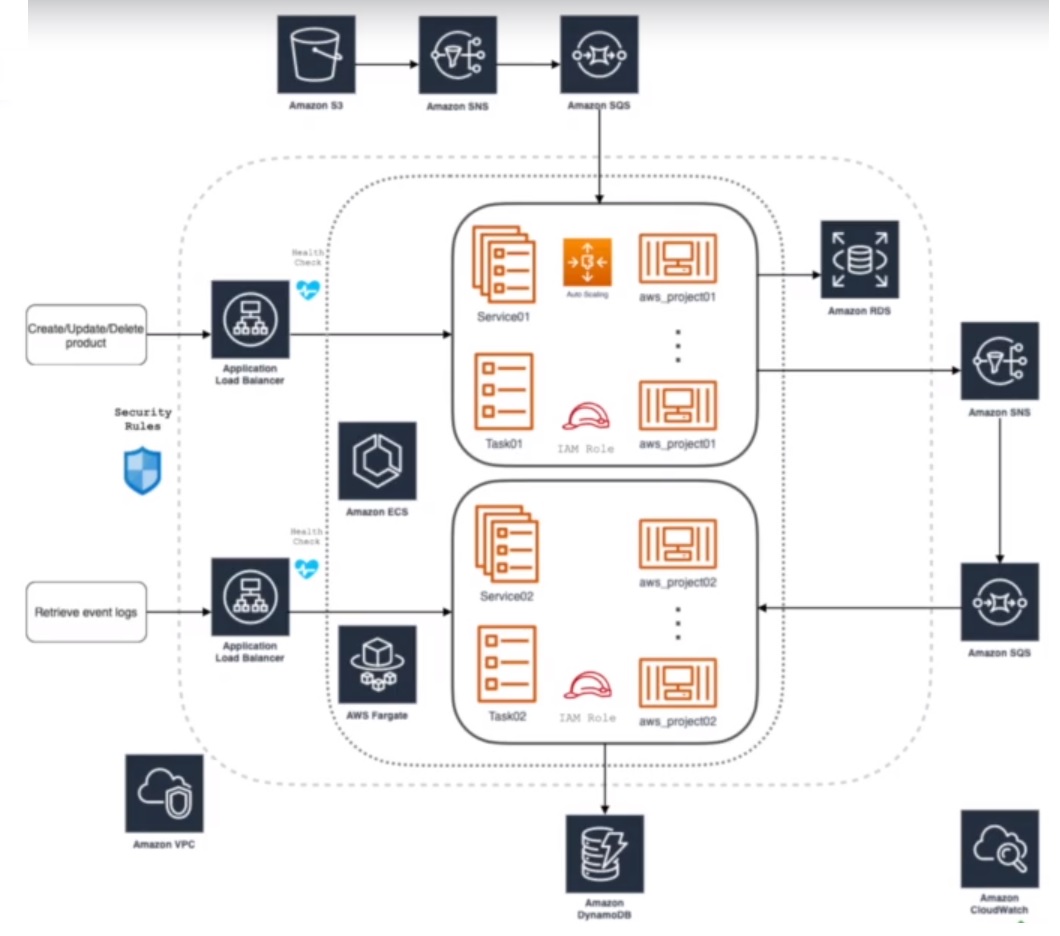 Amazon S3
Amazon SNS
Amazon SQS
Health
Check
Create/Update/Delete
product
Application
Load Balancer
Service01
Auto Scaling
aws_project01
Task01
IAM Role
aws_project01
Amazon RDS
Amazon SNS
Security
Rules
Amazon ECS
Health
Check
Retrieve event logs
Application
Load Balancer
Service02
aws_project02
AWS Fargate
Task02
IAM Role
aws_project02
Amazon SQS
Amazon VPC
Amazon
DynamoDB
Amazon
CloudWatch